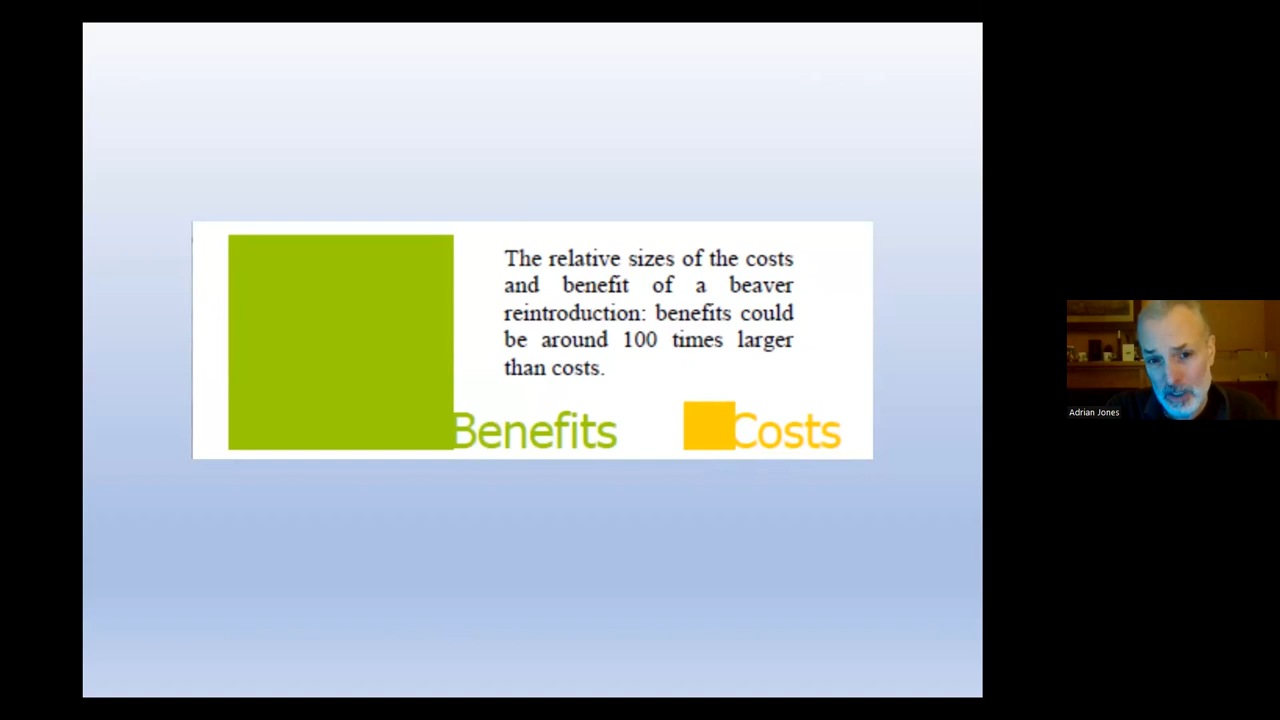 The relative sizes of the costs
and benefit of a beaver
reintroduction: benefits could
be around 100 times larger
than costs.
Benefits
Costs
Adrian Jones